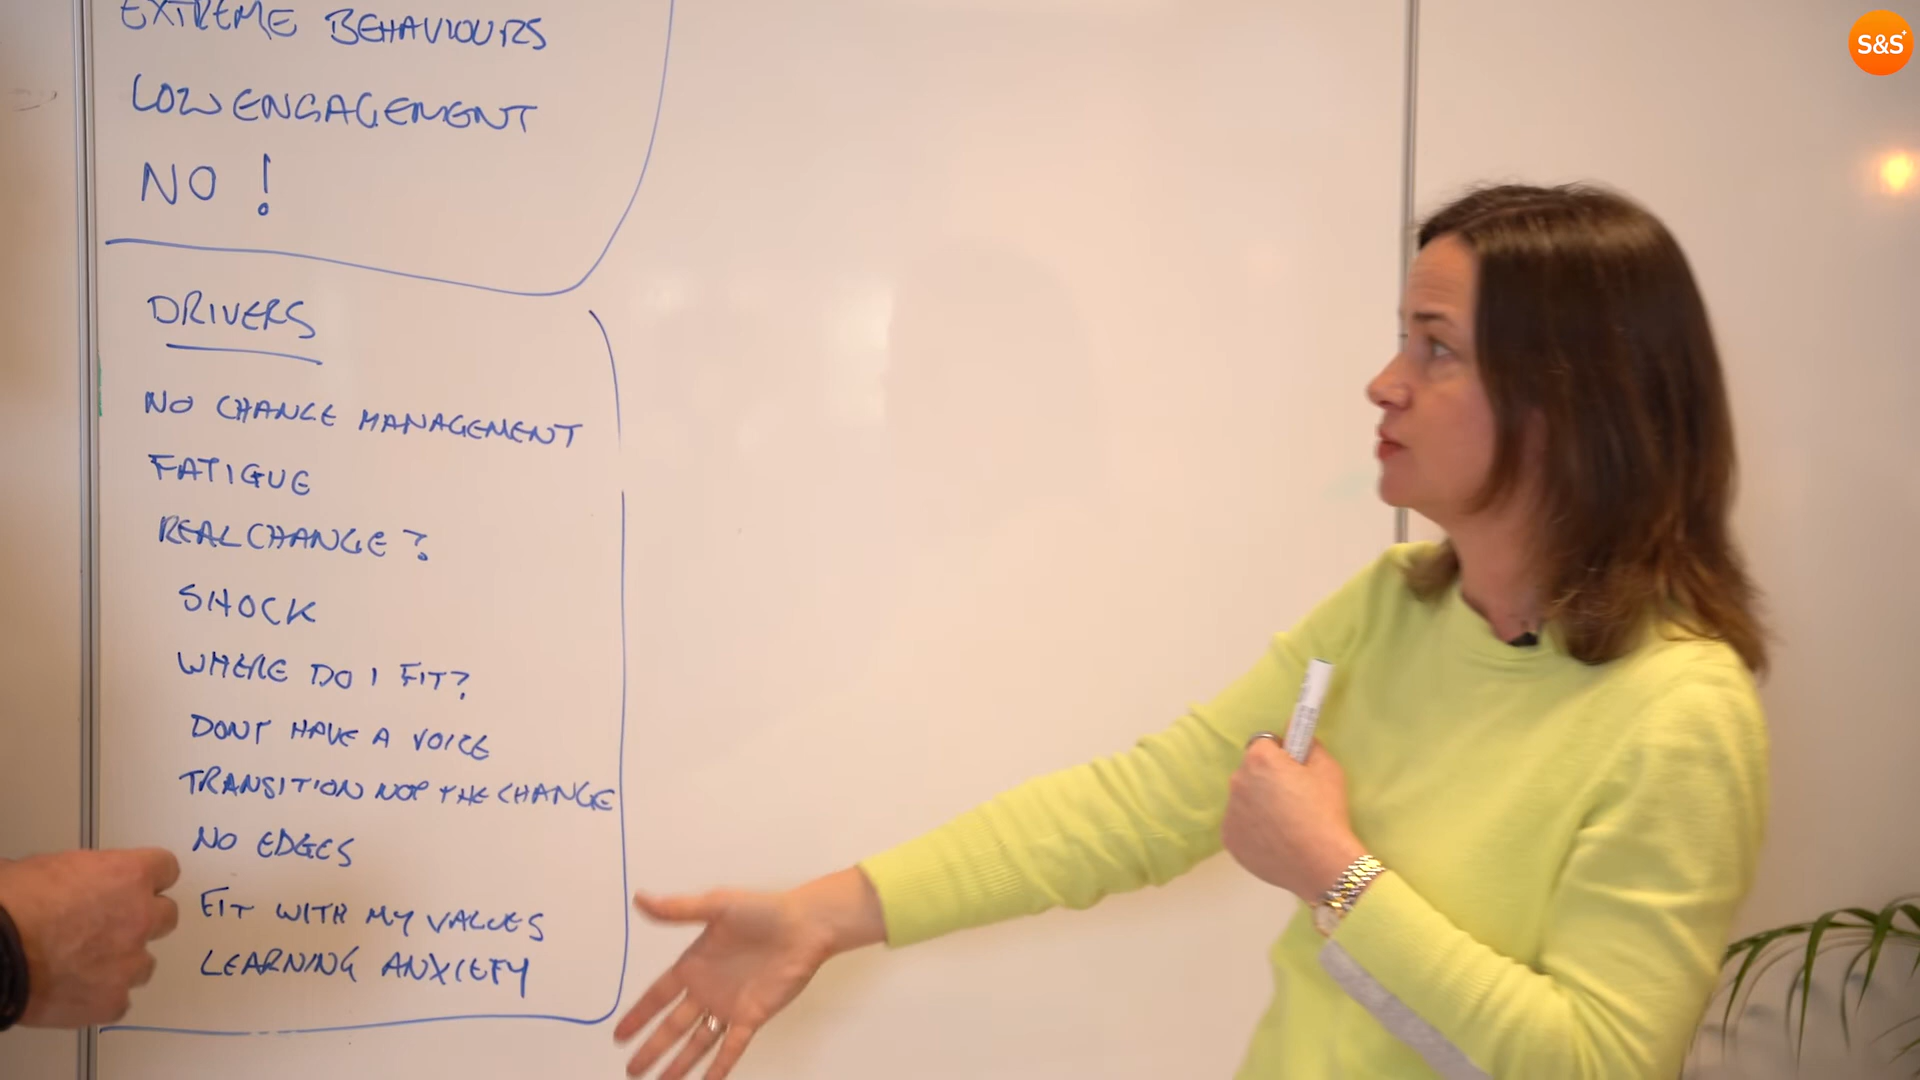 EXTREME BEHAVIOURS
S&S+
LOW ENGAGEMENT
NO !
DRIVERS
NO CHANGE MANAGEMENT
FATIGUE
REAL CHANGE ?
SHOCK
WHERE DO I FIT?
DONT HAVE A VOICE
TRANSITION NOT THE CHANGE
NO EDGES
FIT WITH MY VALUES
LEARNING ANXIETY